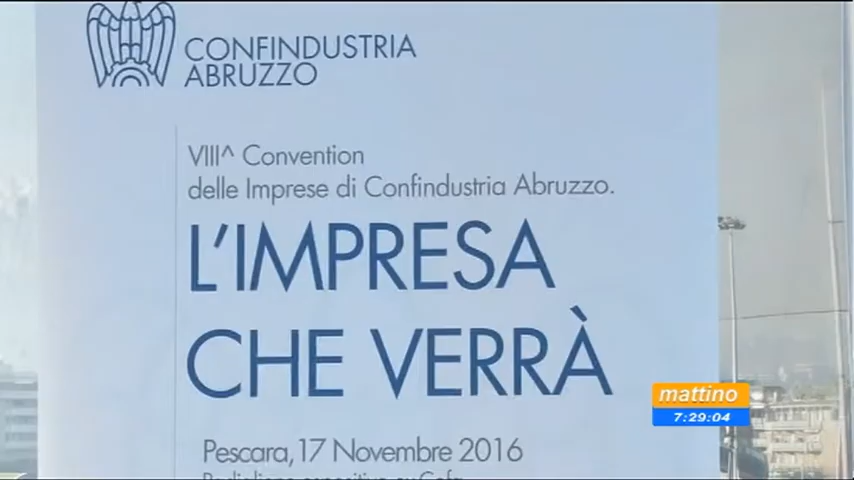 CONFINDUSTRIA
ABRUZZO
VIII^ Convention
delle Imprese di Confindustria Abruzzo.
L'IMPRESA
CHE VERRÀ
Pescara, 17 Novembre 2016
mattino
7:29:04